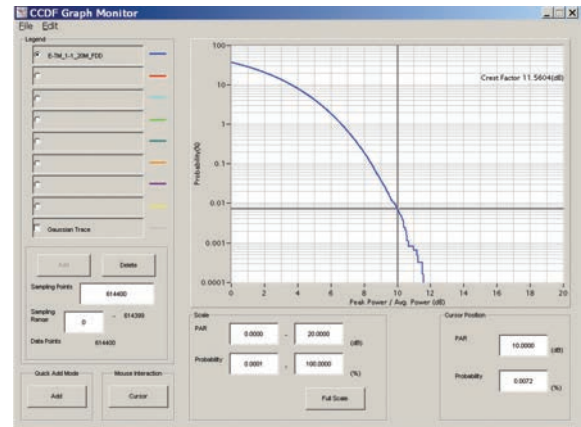 CCDF Graph Monitor
File Edit
Legend
E-TM_1-1_20M_FDD
Gaussian Trace
Add Delete
Sampling Points 614400
Sampling Range 0 - 614399
Data Points 614400
Quick Add Mode
Add
Mouse Interaction
Cursor
Crest Factor 11.5604(dB)
Probability(%)
100
10
1
0.1
0.01
0.001
0.0001
0 2 4 6 8 10 12 14 16 18 20
Peak Power / Avg. Power (dB)
Scale
PAR 0.0000 - 20.0000 (dB)
Probability 0.0001 - 100.0000 (%)
Full Scale
Cursor Position
PAR 10.0000 (dB)
Probability 0.0072 (%)